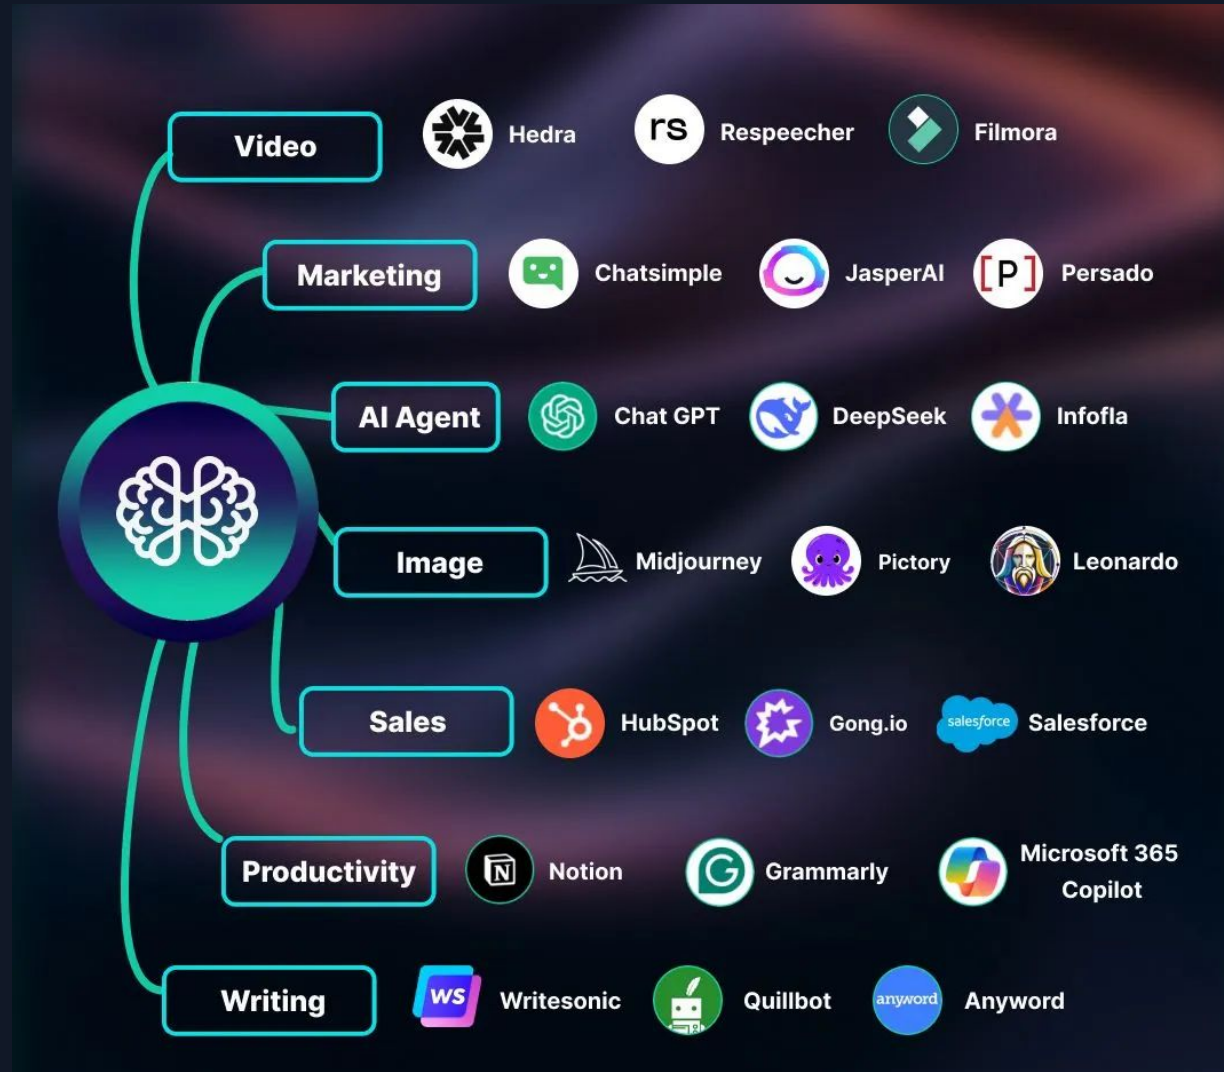 Video
Hedra
rs
Respeecher
Filmora
Marketing
Chatsimple
JasperAI
[P]
Persado
AI Agent
Chat GPT
DeepSeek
Infofla
Image
Midjourney
Pictory
Leonardo
Sales
HubSpot
Gong.io
salesforce
Salesforce
Productivity
N
Notion
G
Grammarly
Microsoft 365
Copilot
Writing
WS
Writesonic
Quillbot
anyword
Anyword